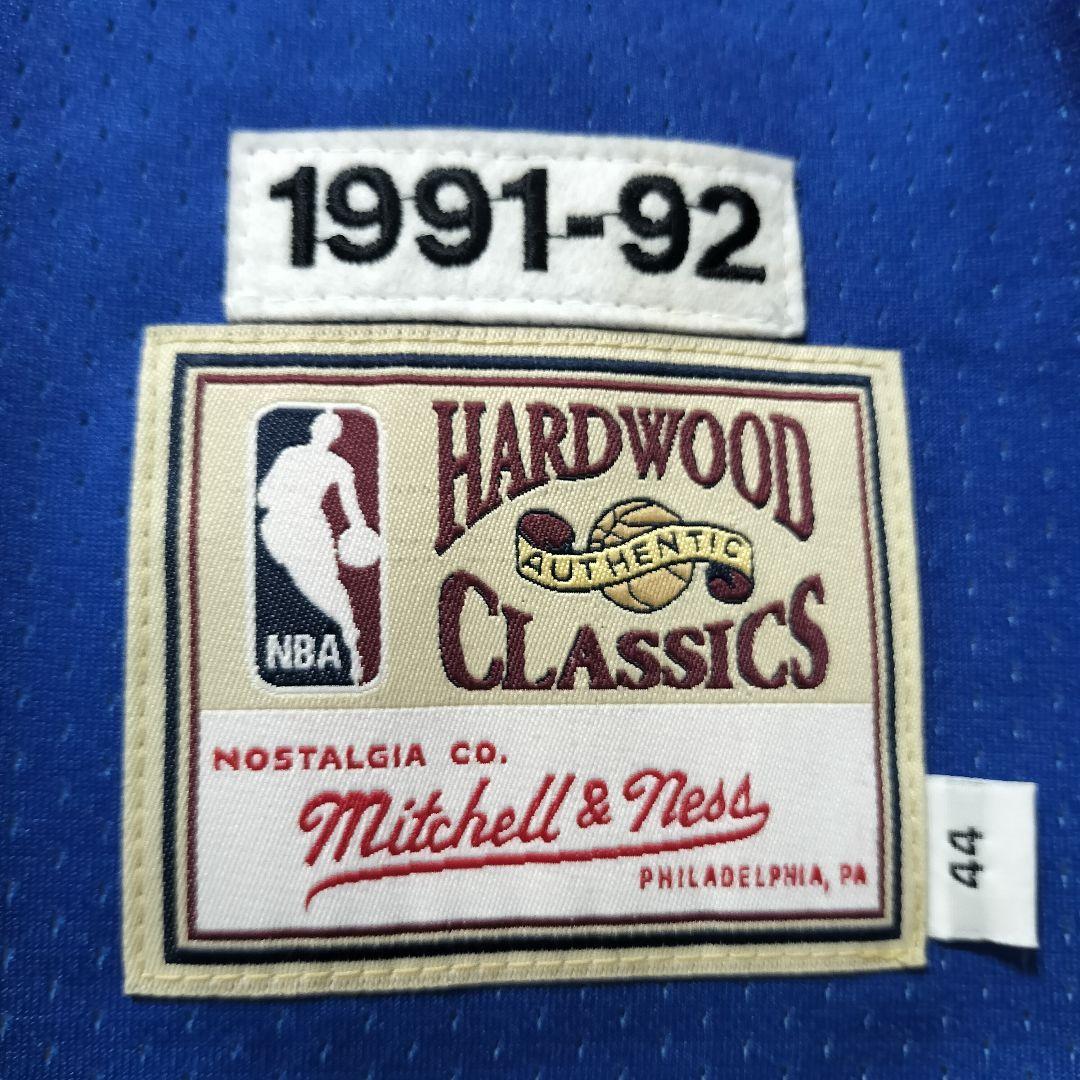 1991-92
HARDWOOD
AUTHENTIC
CLASSICS
NBA
NOSTALGIA CO.
Mitchell & Ness
PHILADELPHIA, PA
44